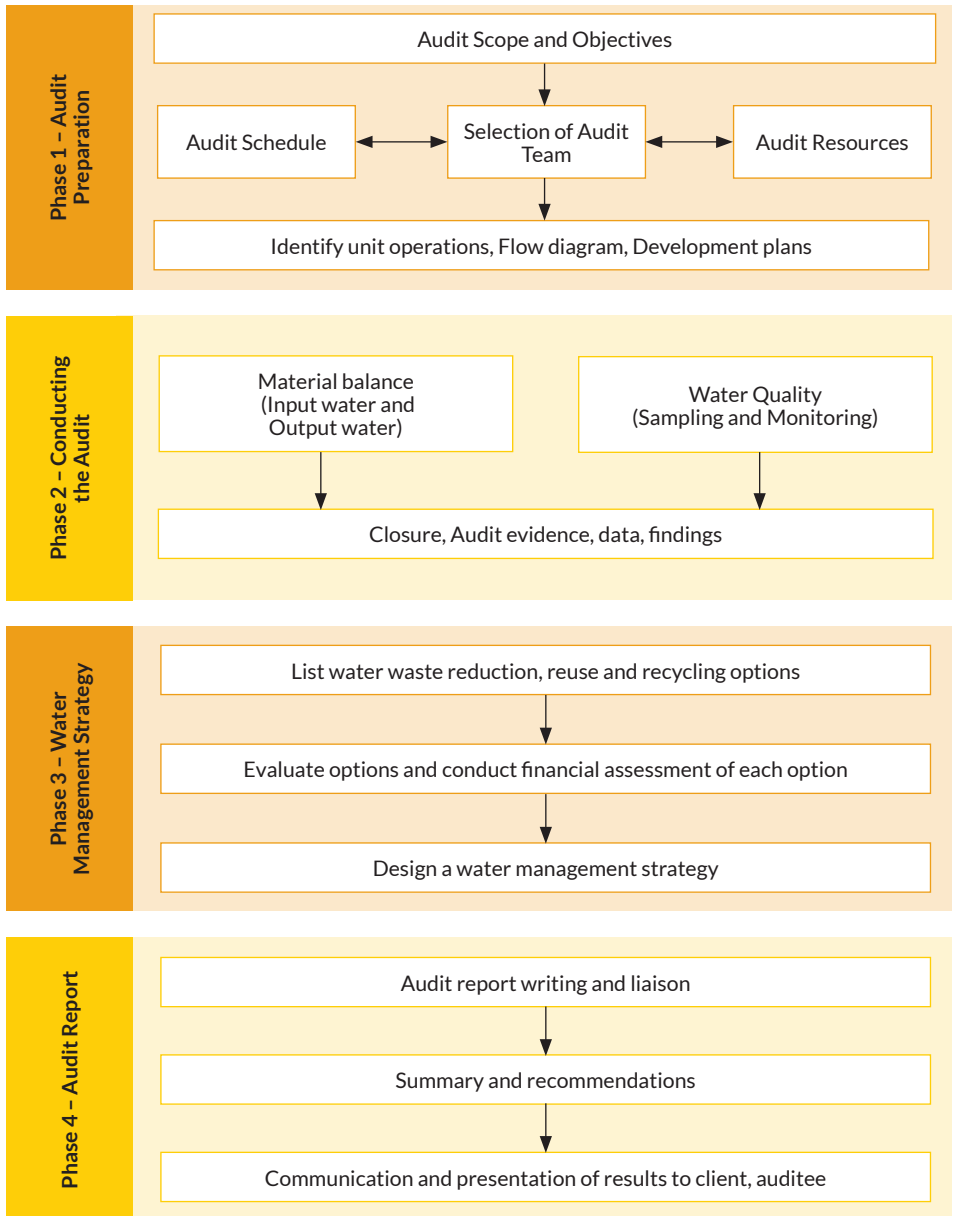 Phase 1 – Audit
Preparation
Audit Scope and Objectives
Audit Schedule
Selection of Audit
Team
Audit Resources
Identify unit operations, Flow diagram, Development plans
Phase 2 – Conducting
the Audit
Material balance
(Input water and
Output water)
Water Quality
(Sampling and Monitoring)
Closure, Audit evidence, data, findings
Phase 3 – Water
Management Strategy
List water waste reduction, reuse and recycling options
Evaluate options and conduct financial assessment of each option
Design a water management strategy
Phase 4 – Audit Report
Audit report writing and liaison
Summary and recommendations
Communication and presentation of results to client, auditee